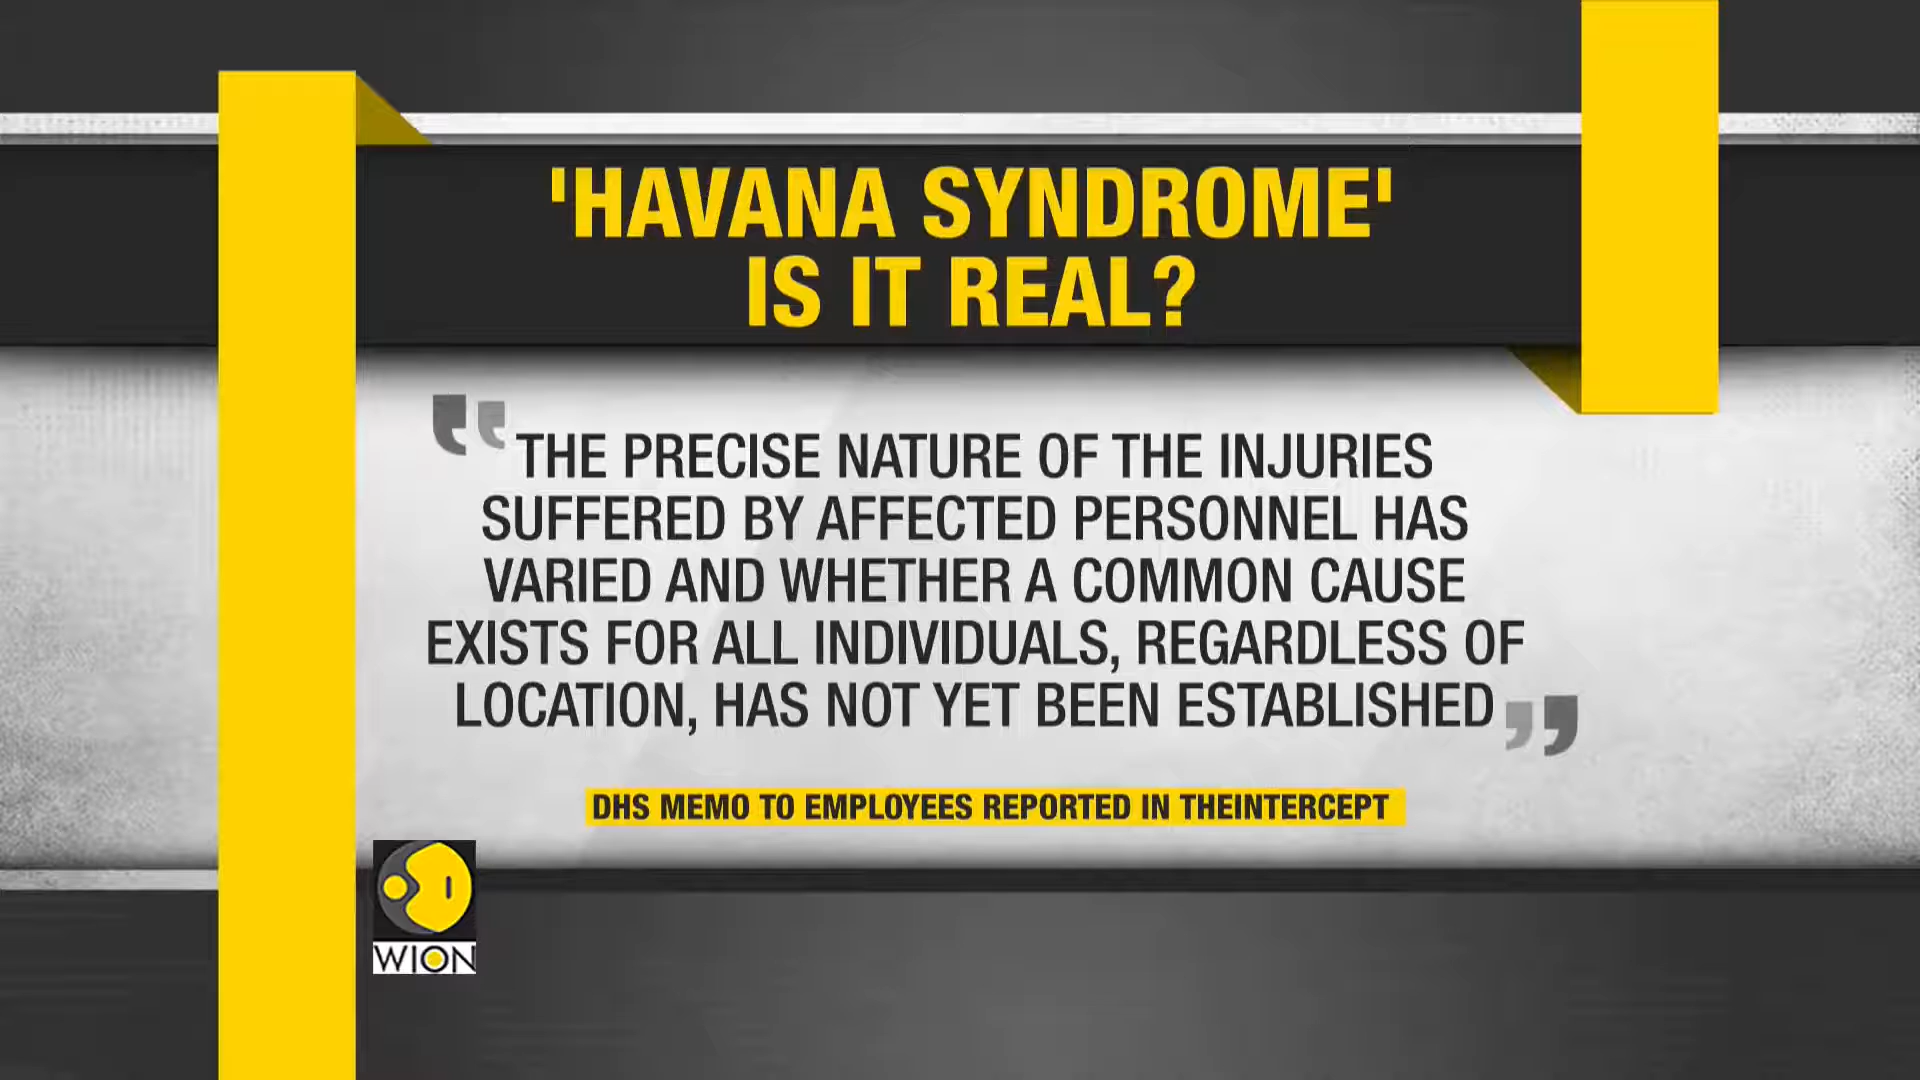 'HAVANA SYNDROME'
IS IT REAL?
‟THE PRECISE NATURE OF THE INJURIES
SUFFERED BY AFFECTED PERSONNEL HAS
VARIED AND WHETHER A COMMON CAUSE
EXISTS FOR ALL INDIVIDUALS, REGARDLESS OF
LOCATION, HAS NOT YET BEEN ESTABLISHED”
DHS MEMO TO EMPLOYEES REPORTED IN THEINTERCEPT
WION